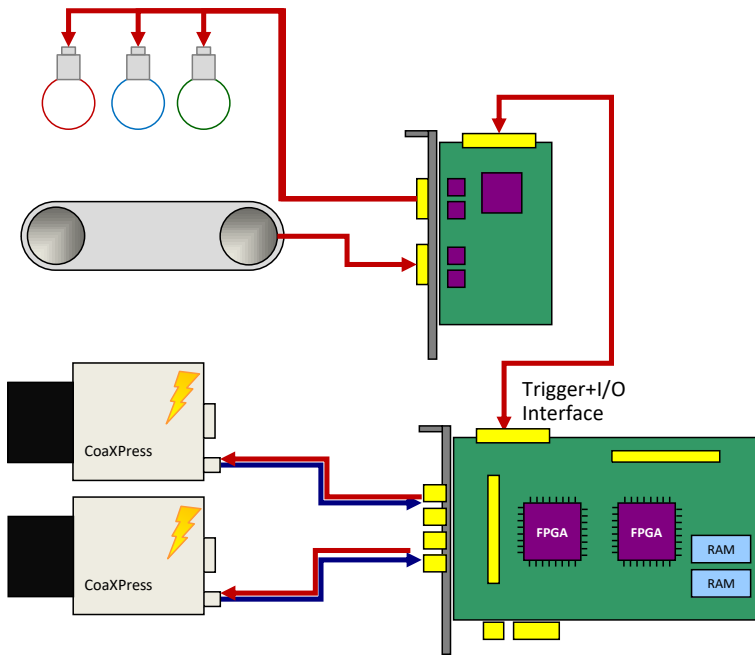 Trigger+I/O
Interface
CoaXPress
FPGA
FPGA
RAM
RAM
CoaXPress